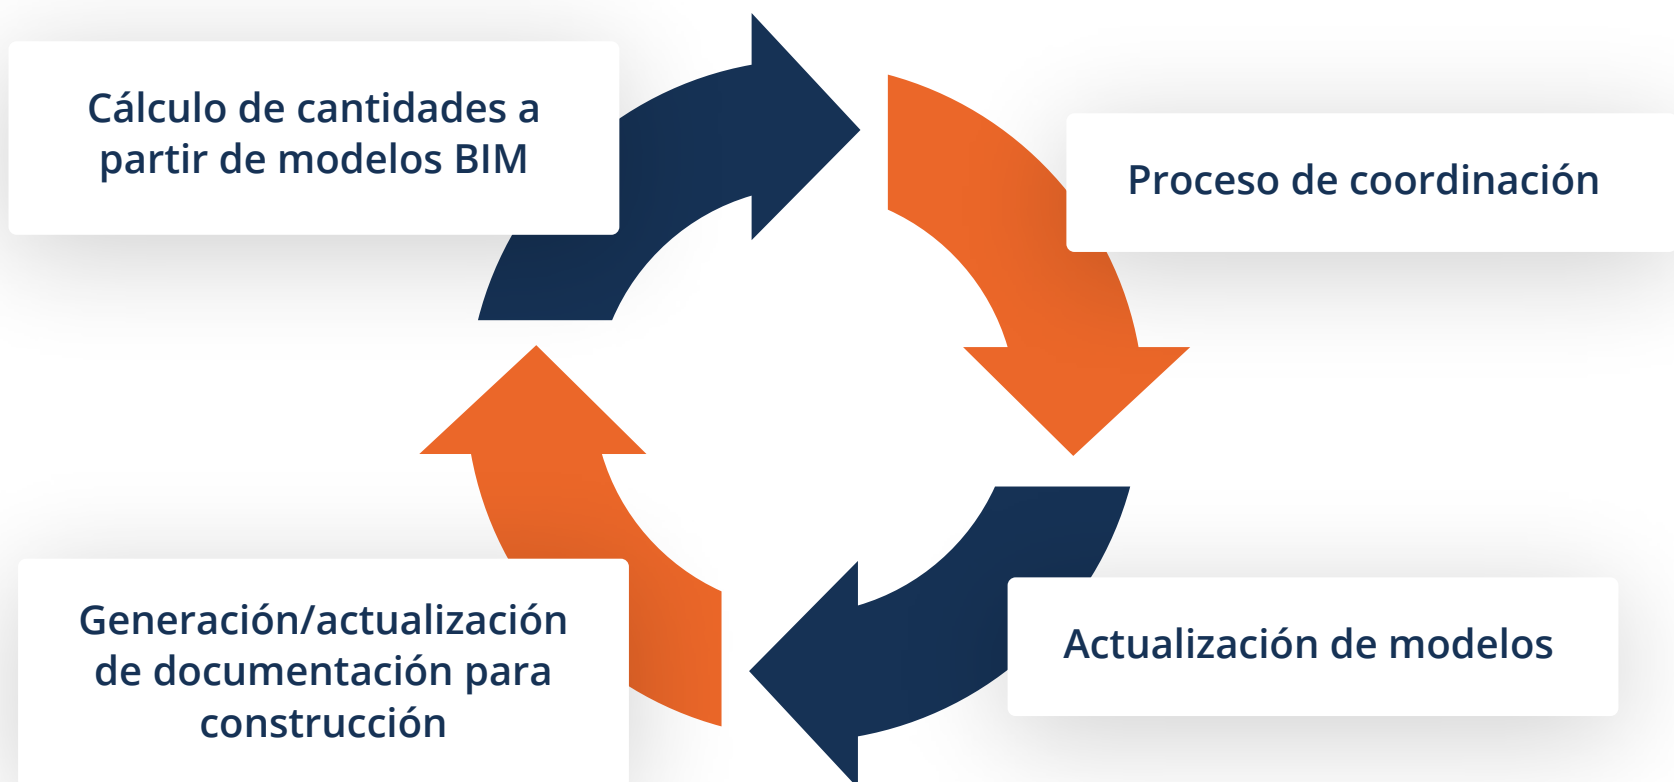 Cálculo de cantidades a
partir de modelos BIM
Proceso de coordinación
Actualización de modelos
Generación/actualización
de documentación para
construcción